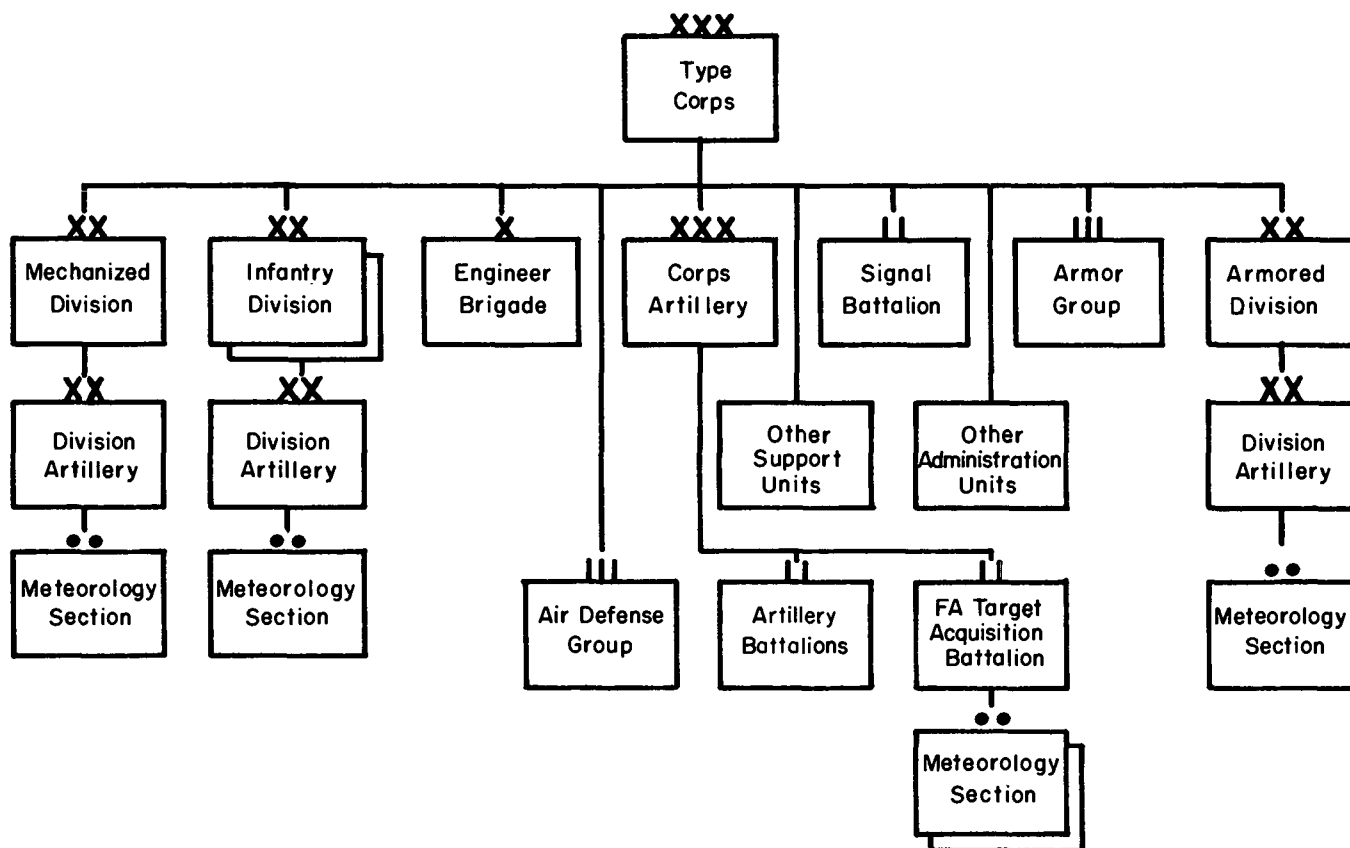 XXX
Type
Corps
XX
Mechanized
Division
XX
Infantry
Division
X
Engineer
Brigade
XXX
Corps
Artillery
II
Signal
Battalion
III
Armor
Group
XX
Armored
Division
XX
Division
Artillery
XX
Division
Artillery
Other
Support
Units
Other
Administration
Units
XX
Division
Artillery
Meteorology
Section
Meteorology
Section
III
Air Defense
Group
II
Artillery
Battalions
II
FA Target
Acquisition
Battalion
Meteorology
Section
Meteorology
Section